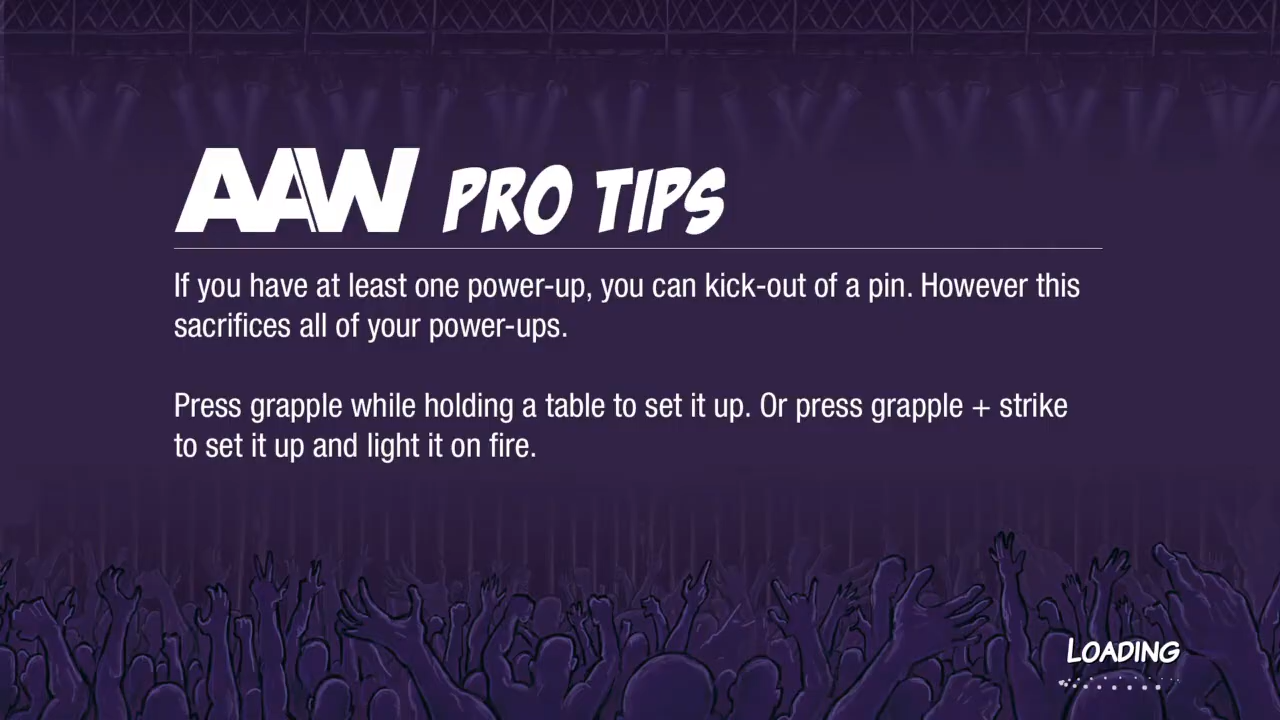 AAW PRO TIPS
If you have at least one power-up, you can kick-out of a pin. However this
sacrifices all of your power-ups.
Press grapple while holding a table to set it up. Or press grapple + strike
to set it up and light it on fire.
LOADING